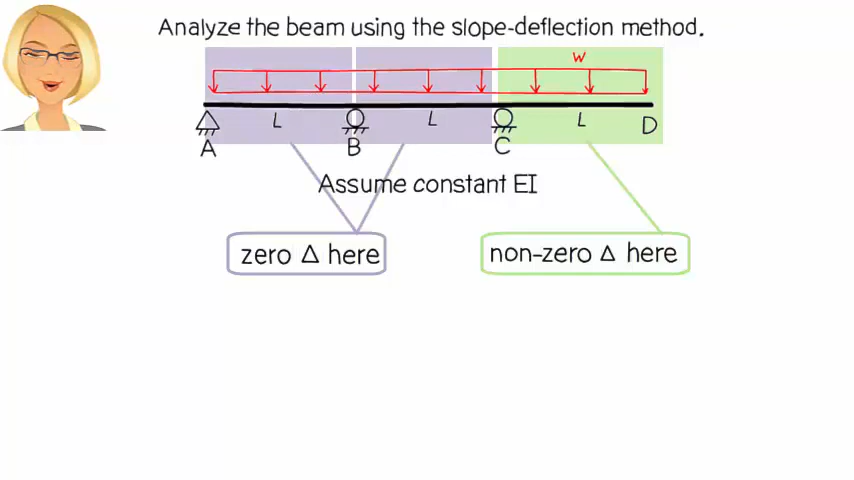 Analyze the beam using the slope-deflection method.
w
L L L
A B C D
Assume constant EI
zero Δ here non-zero Δ here